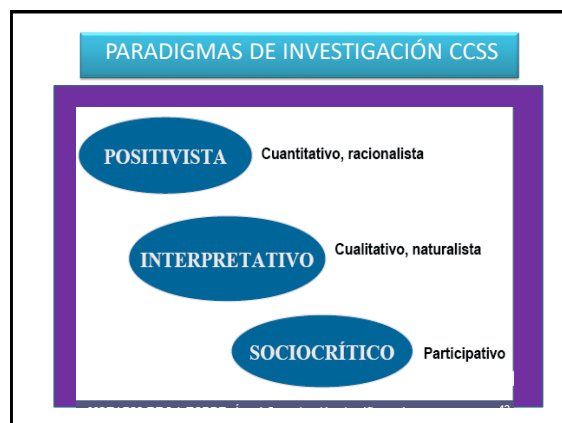 PARADIGMAS DE INVESTIGACIÓN CCSS
POSITIVISTA
Cuantitativo, racionalista
INTERPRETATIVO
Cualitativo, naturalista
SOCIOCRÍTICO
Participativo